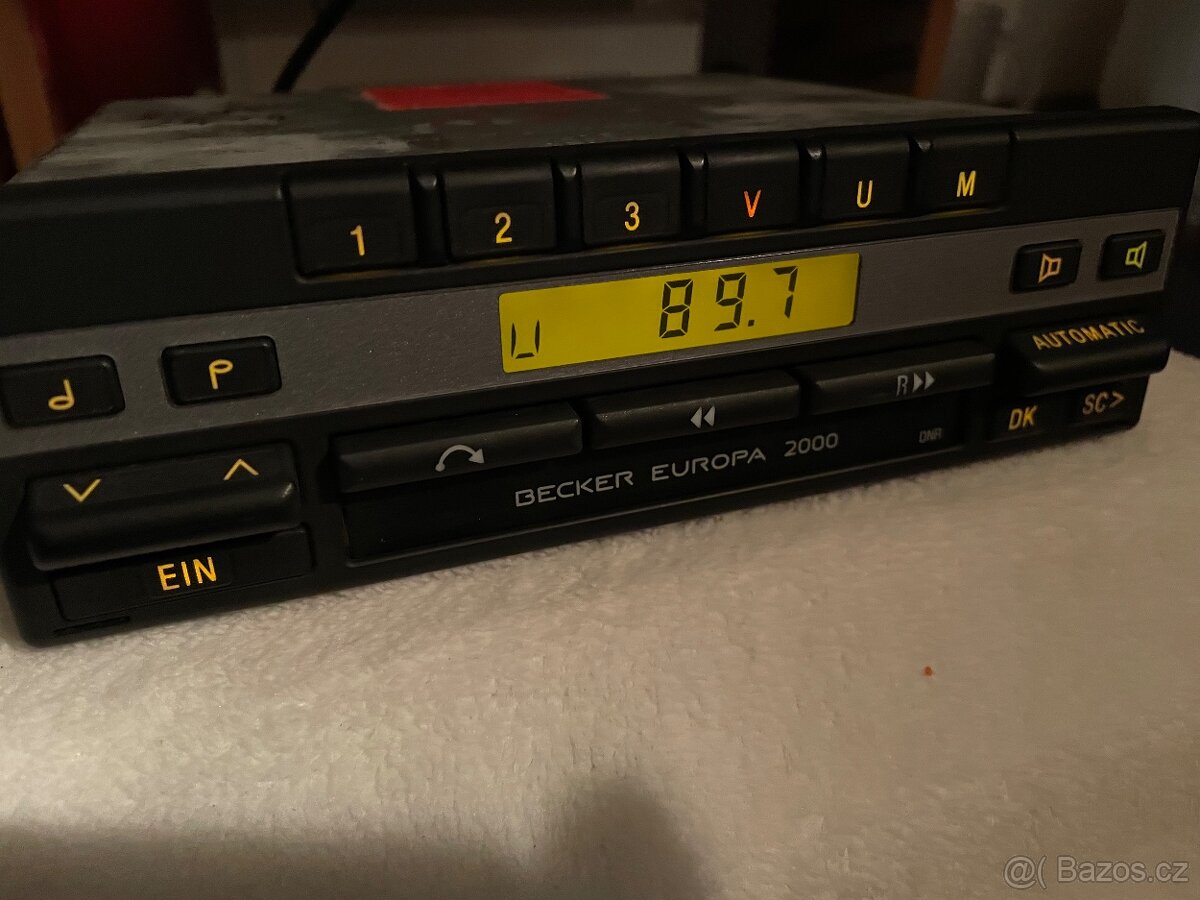 1 2 3 V U M
U 89.7
AUTOMATIC
R
DK SC>
BECKER EUROPA 2000 DNR
EIN
@( Bazos.cz